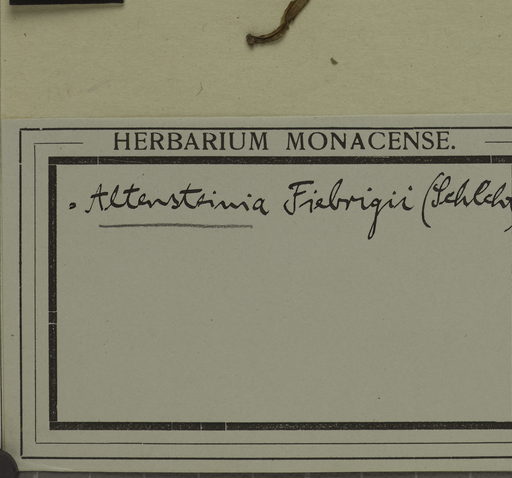 HERBARIUM MONACENSE.
Altensteinia Fiebrigii (Schlcht